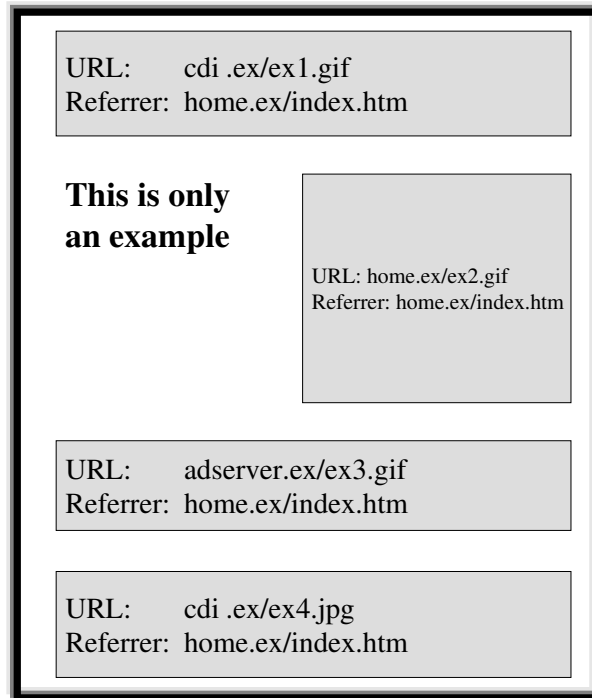 URL: cdi .ex/ex1.gif
Referrer: home.ex/index.htm
This is only
an example
URL: home.ex/ex2.gif
Referrer: home.ex/index.htm
URL: adserver.ex/ex3.gif
Referrer: home.ex/index.htm
URL: cdi .ex/ex4.jpg
Referrer: home.ex/index.htm